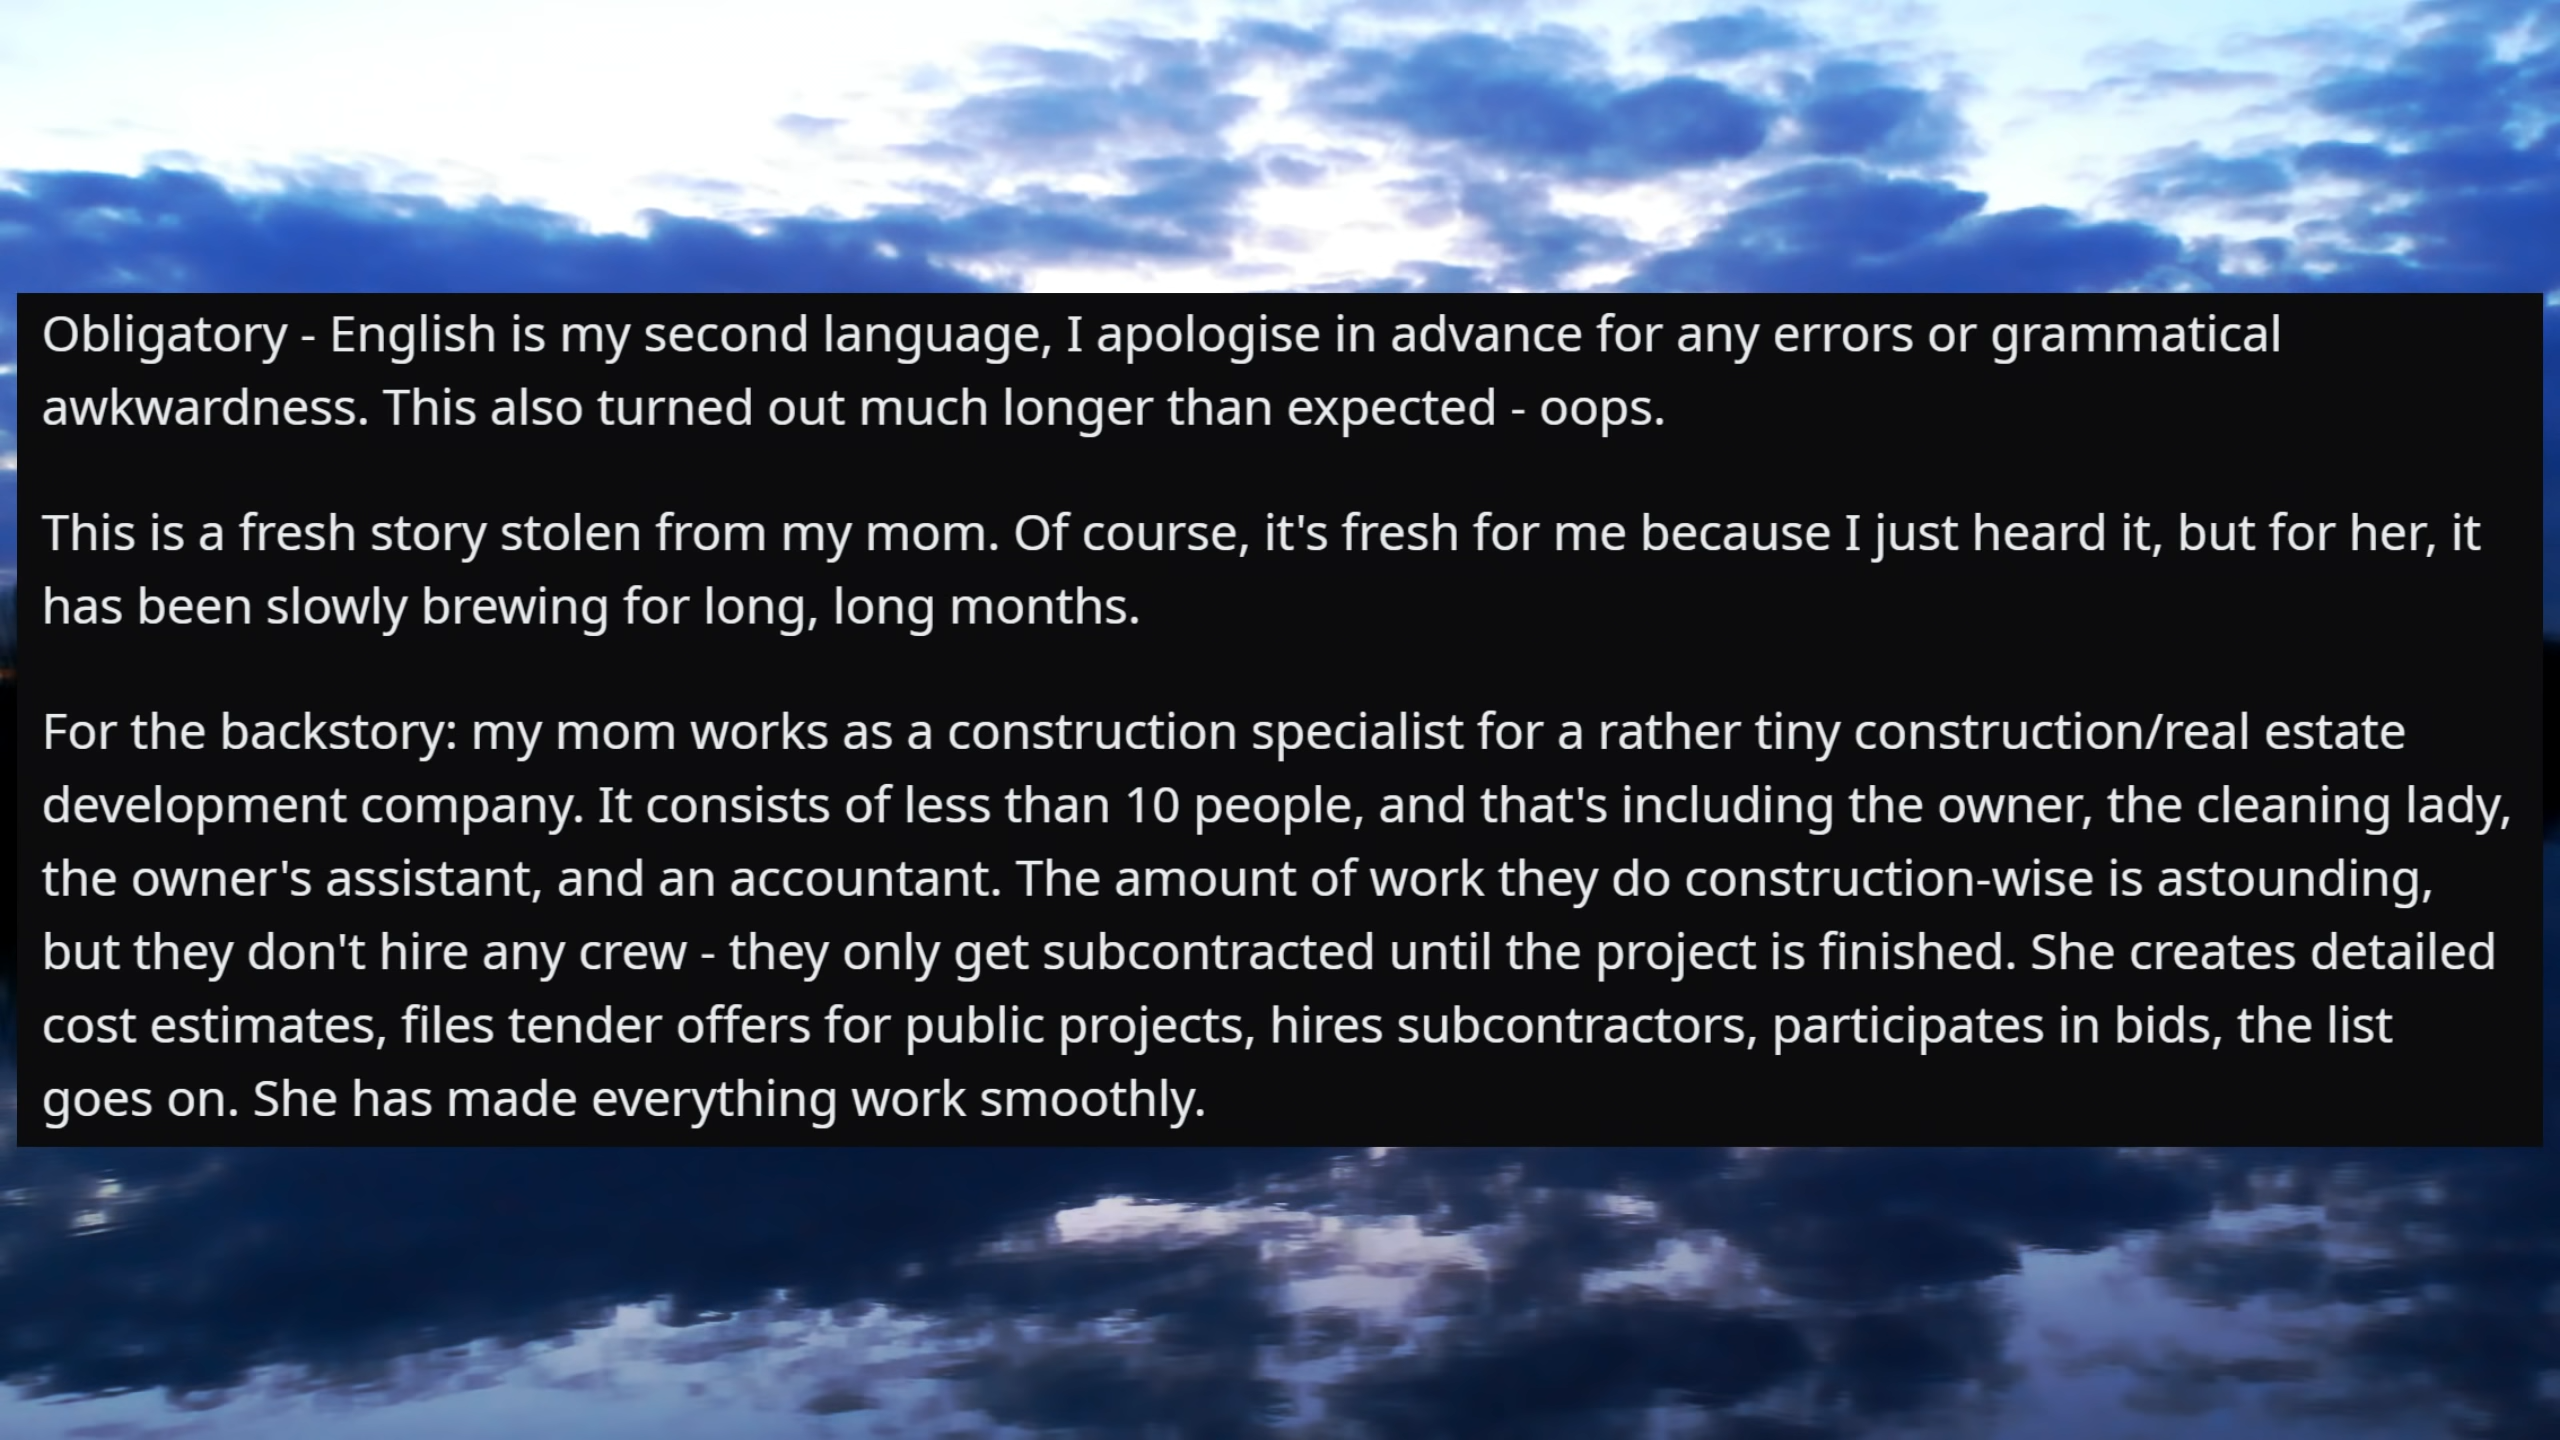 Obligatory - English is my second language, I apologise in advance for any errors or grammatical
awkwardness. This also turned out much longer than expected - oops.
This is a fresh story stolen from my mom. Of course, it's fresh for me because I just heard it, but for her, it
has been slowly brewing for long, long months.
For the backstory: my mom works as a construction specialist for a rather tiny construction/real estate
development company. It consists of less than 10 people, and that's including the owner, the cleaning lady,
the owner's assistant, and an accountant. The amount of work they do construction-wise is astounding,
but they don't hire any crew - they only get subcontracted until the project is finished. She creates detailed
cost estimates, files tender offers for public projects, hires subcontractors, participates in bids, the list
goes on. She has made everything work smoothly.